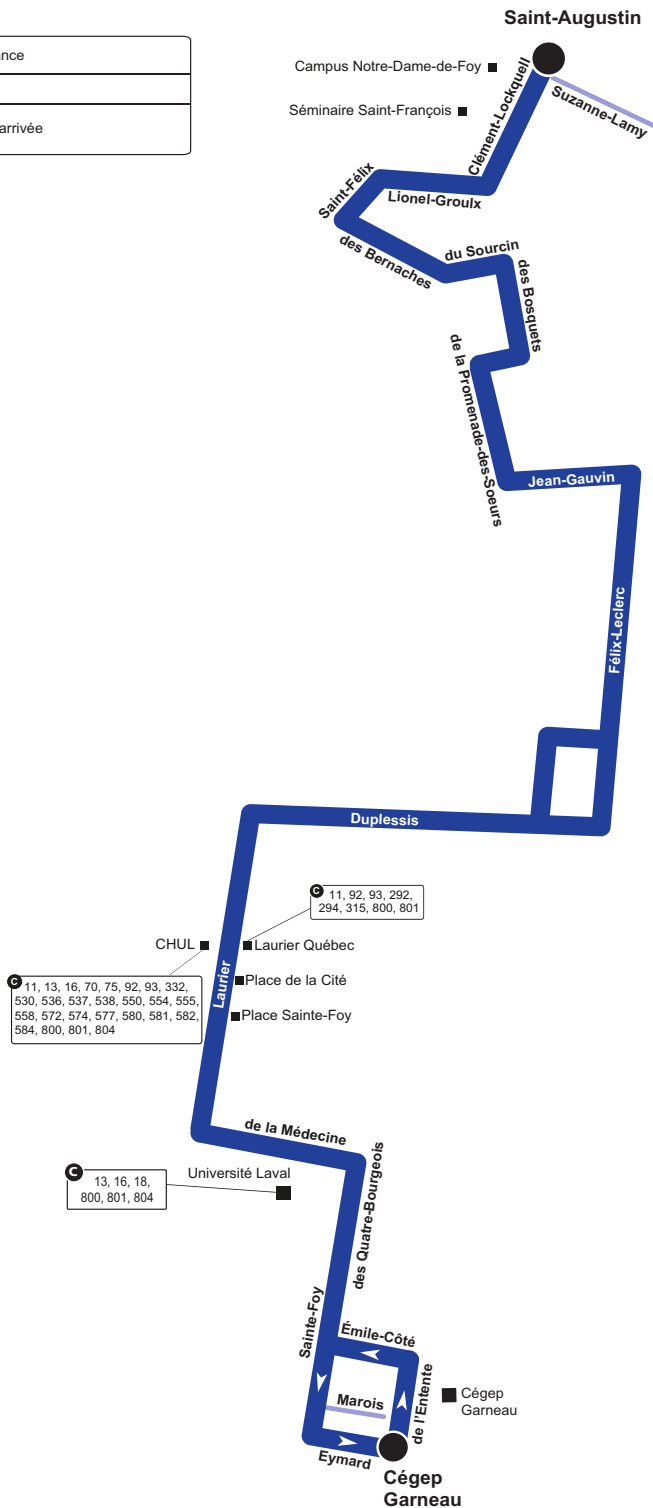 Saint-Augustin
ance
arrivée
Campus Notre-Dame-de-Foy
Séminaire Saint-François
Clément-Lockquell
Suzanne-Lamy
Saint-Félix
Lionel-Groulx
des Bernaches
du Sourcin
des Bosquets
de la Promenade-des-Soeurs
Jean-Gauvin
Félix-Leclerc
Duplessis
C 11, 92, 93, 292,
294, 315, 800, 801
CHUL
Laurier Québec
Laurier
Place de la Cité
C 11, 13, 16, 70, 75, 92, 93, 332,
530, 536, 537, 538, 550, 554, 555,
558, 572, 574, 577, 580, 581, 582,
584, 800, 801, 804
Place Sainte-Foy
de la Médecine
Université Laval
C 13, 16, 18,
800, 801, 804
des Quatre-Bourgeois
Sainte-Foy
Émile-Côté
Marois
de l'Entente
Cégep
Garneau
Eymard
Cégep
Garneau